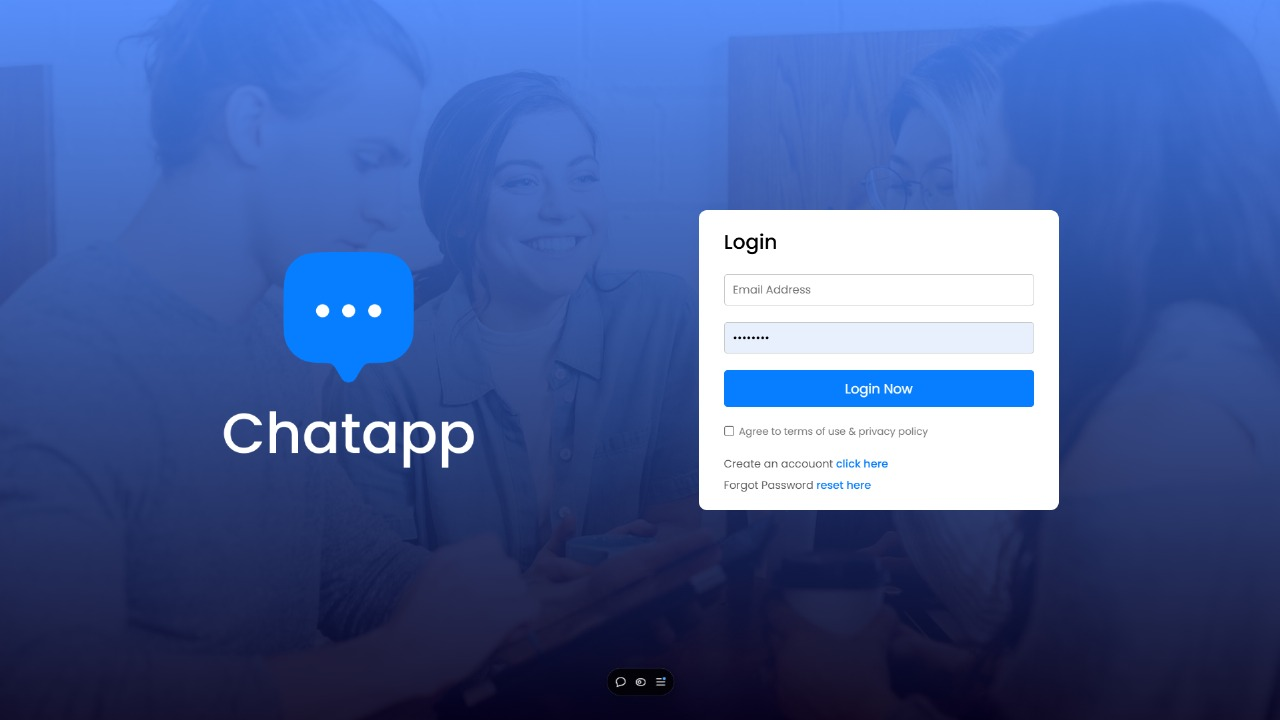 Login
Email Address
••••••••
Login Now
Agree to terms of use & privacy policy
Create an accouont click here
Forgot Password reset here
Chatapp